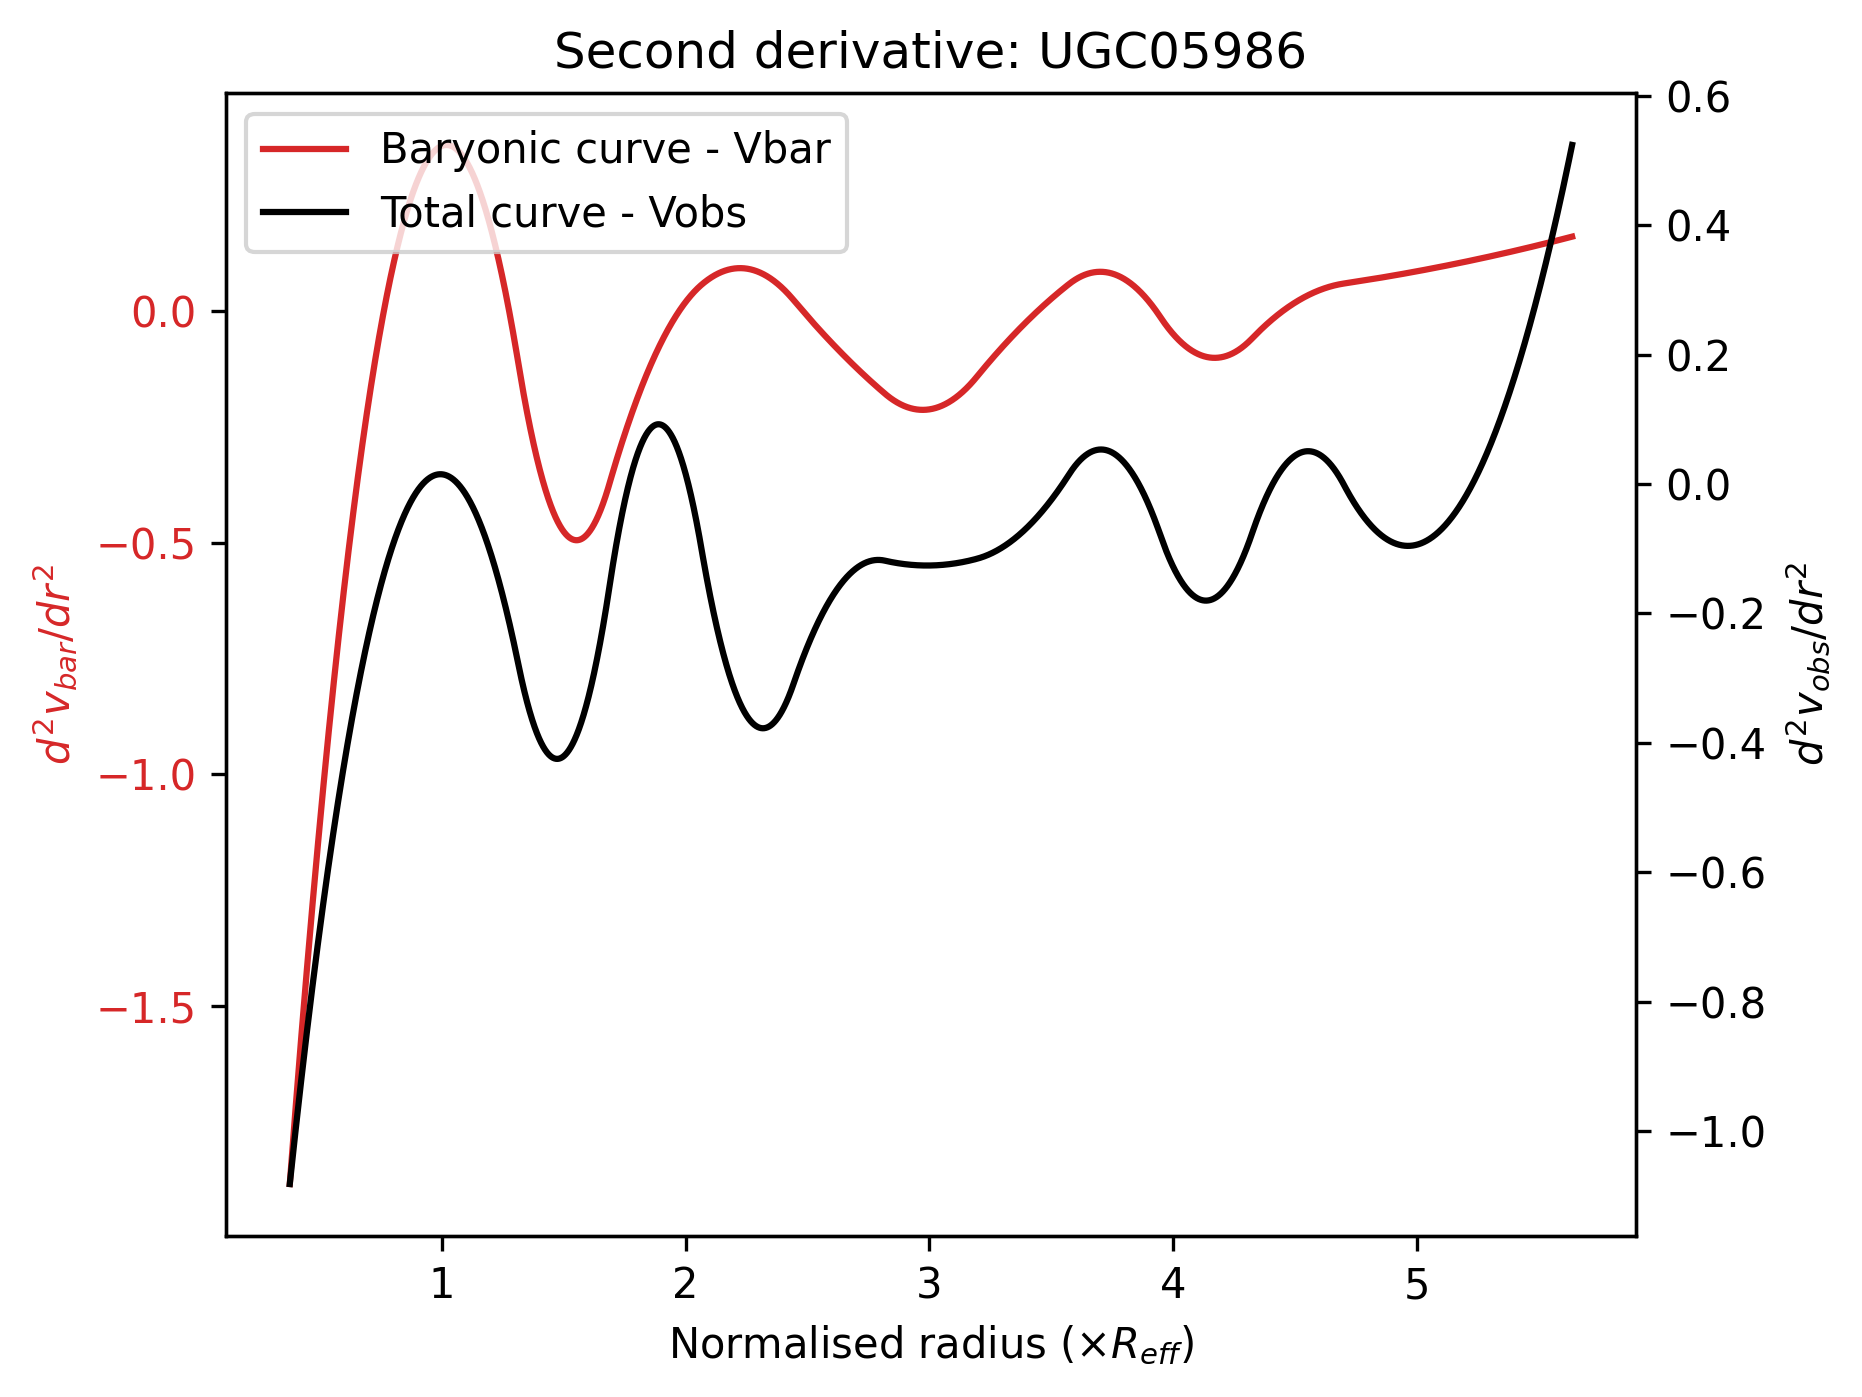 Second derivative: UGC05986
Baryonic curve - Vbar
Total curve - Vobs
0.0
−0.5
−1.0
−1.5
d²v_bar/dr²
0.6
0.4
0.2
0.0
−0.2
−0.4
−0.6
−0.8
−1.0
d²v_obs/dr²
1 2 3 4 5
Normalised radius (×R_eff)